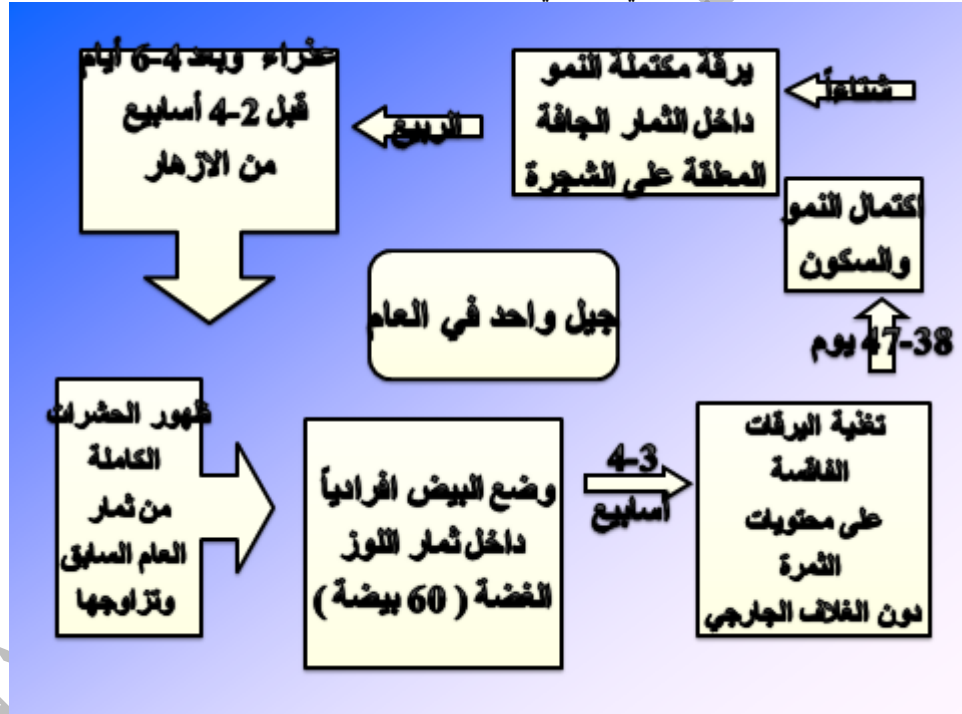 شتاءاً
يرقة مكتملة النمو
داخل الثمار الجافة
المعلقة على الشجرة
الربيع
عذراء وبعد 4-6 أيام
قبل 2-4 أسابيع
من الازهار
ظهور الحشرات
الكاملة
من ثمار
العام السابق
وتزاوجها
وضع البيض افرادياً
داخل ثمار اللوز
الغضة ( 60 بيضة )
3-4
أسابيع
تغذية اليرقات
الفاقسة
على محتويات
الثمرة
دون الغلاف الجارجي
38-47 يوم
اكتمال النمو
والسكون
جيل واحد في العام